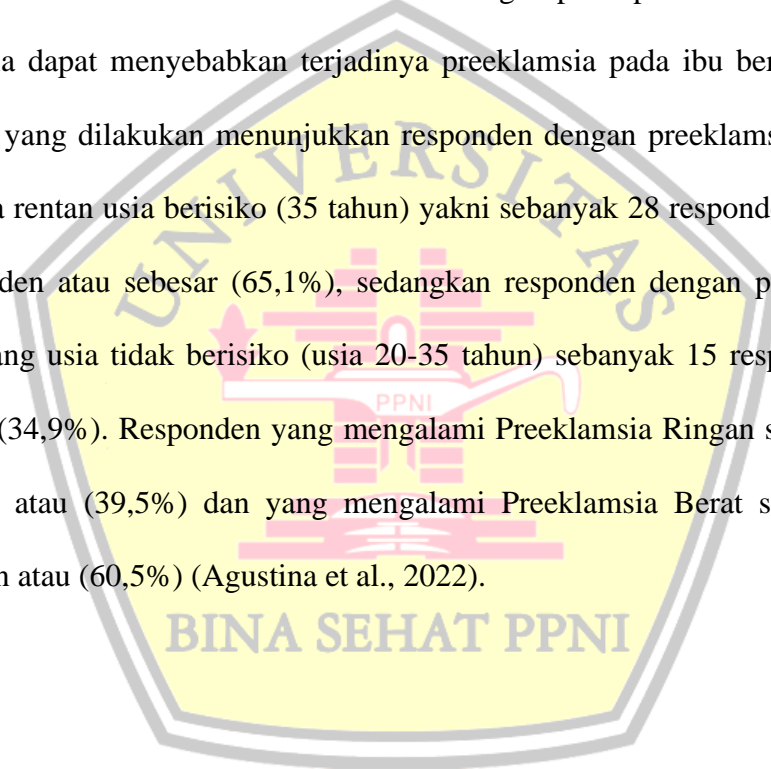 a dapat menyebabkan terjadinya preeklamsia pada ibu ber
yang dilakukan menunjukkan responden dengan preeklams
a rentan usia berisiko (35 tahun) yakni sebanyak 28 respond
den atau sebesar (65,1%), sedangkan responden dengan p
ang usia tidak berisiko (usia 20-35 tahun) sebanyak 15 resp
(34,9%). Responden yang mengalami Preeklamsia Ringan s
atau (39,5%) dan yang mengalami Preeklamsia Berat s
n atau (60,5%) (Agustina et al., 2022).
UNIVERSITAS
PPNI
BINA SEHAT PPNI